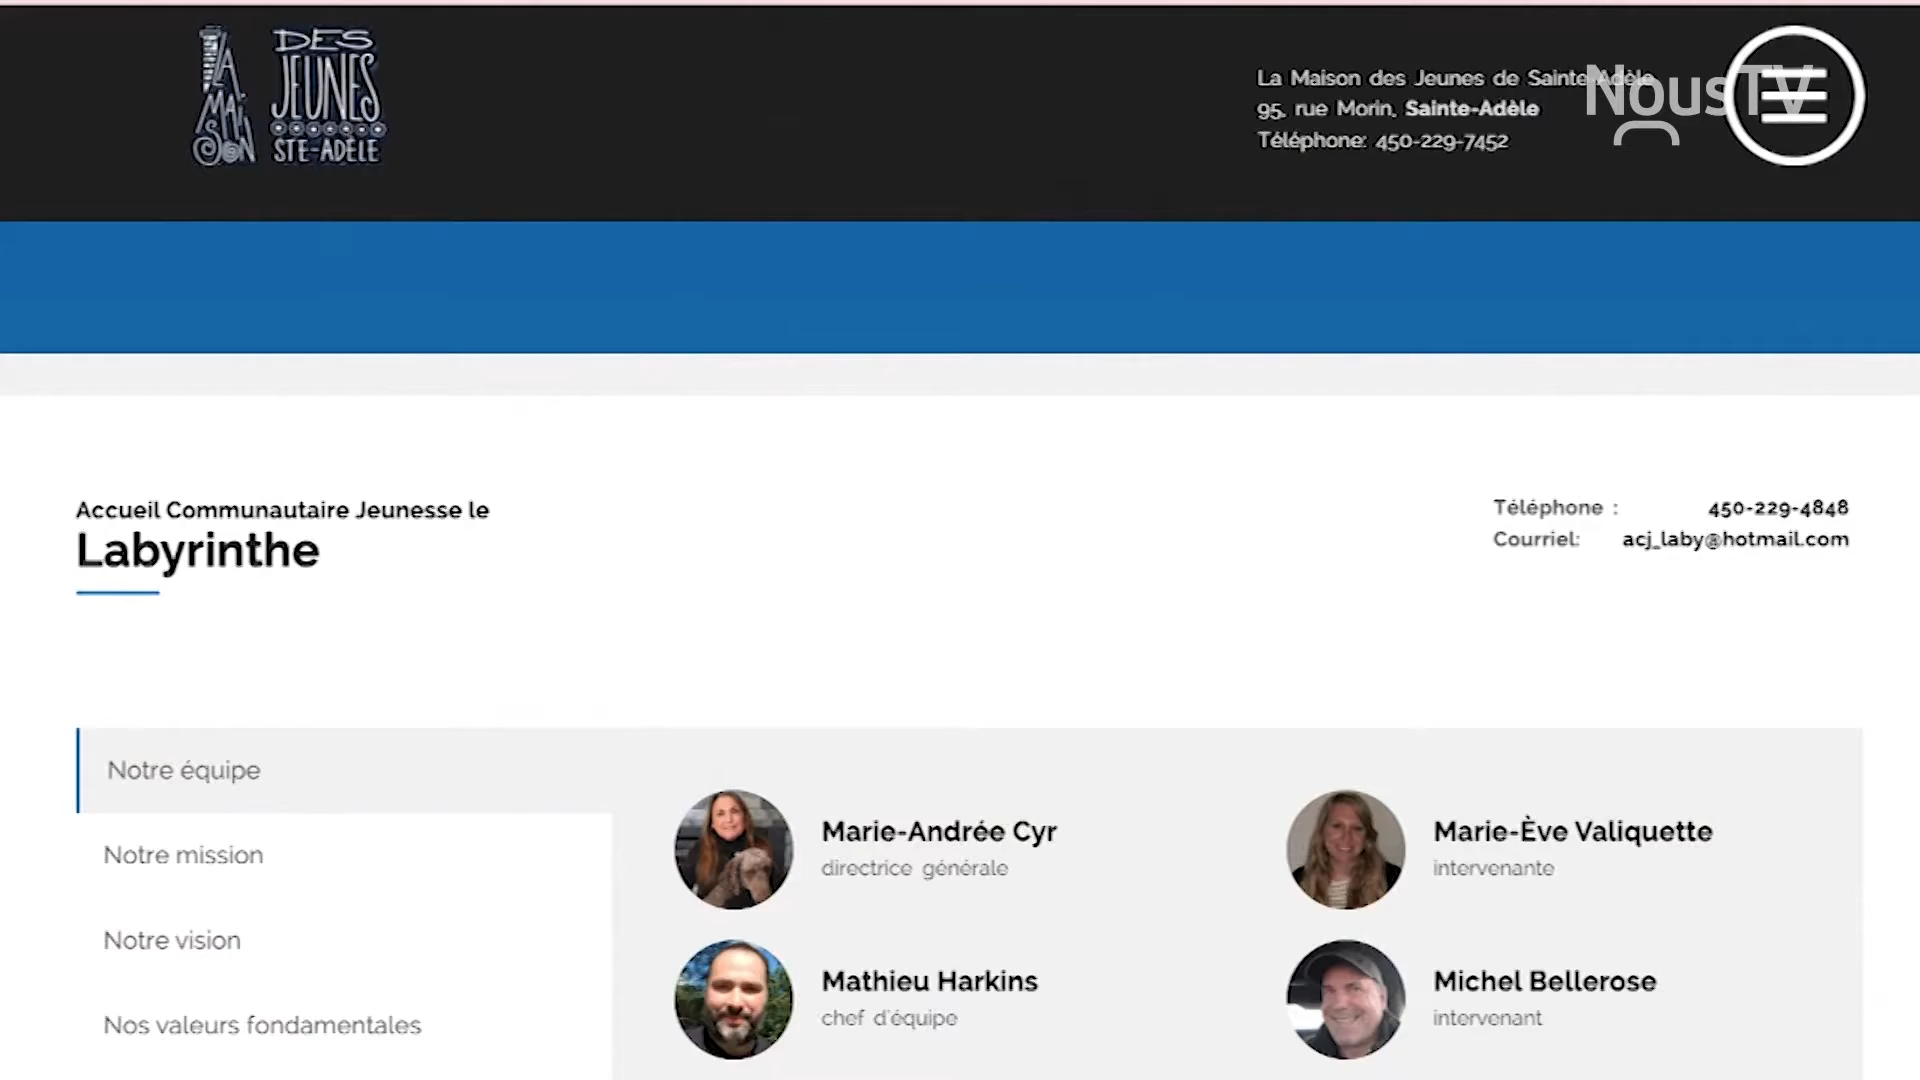 LA MAISON DES JEUNES STE-ADÈLE
La Maison des Jeunes de Sainte-Adèle
95, rue Morin, Sainte-Adèle
Téléphone: 450-229-7452
NousTV
Accueil Communautaire Jeunesse le
Labyrinthe
Téléphone : 450-229-4848
Courriel: acj_laby@hotmail.com
Notre équipe
Notre mission
Notre vision
Nos valeurs fondamentales
Marie-Andrée Cyr
directrice générale
Marie-Ève Valiquette
intervenante
Mathieu Harkins
chef d'équipe
Michel Bellerose
intervenant